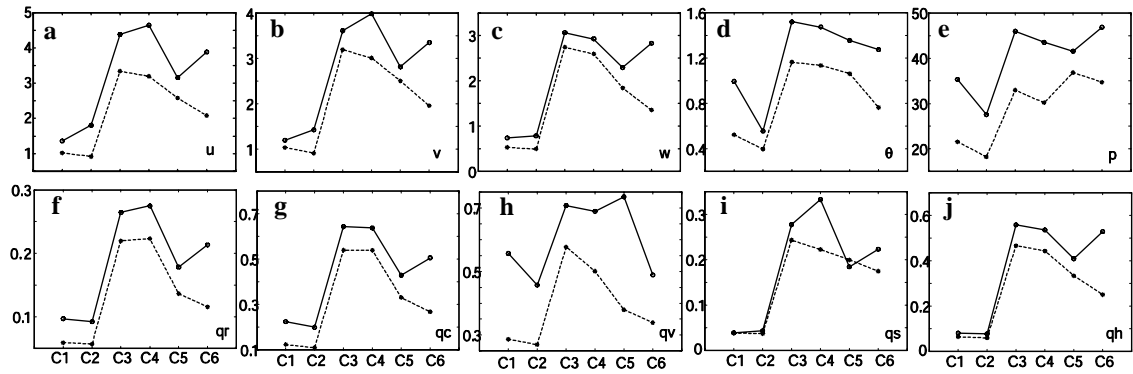 a b c d e
5 4 3 2 1 u
4 3 2 1 v
3 2 1 0 w
1.6 1.2 0.8 0.4 θ
50 40 30 20 p
f g h i j
0.3 0.2 0.1 qr
0.7 0.5 0.3 0.1 qc
0.7 0.5 0.3 qv
0.3 0.2 0.1 0 qs
0.6 0.4 0.2 0 qh
C1 C2 C3 C4 C5 C6 C1 C2 C3 C4 C5 C6 C1 C2 C3 C4 C5 C6 C1 C2 C3 C4 C5 C6 C1 C2 C3 C4 C5 C6